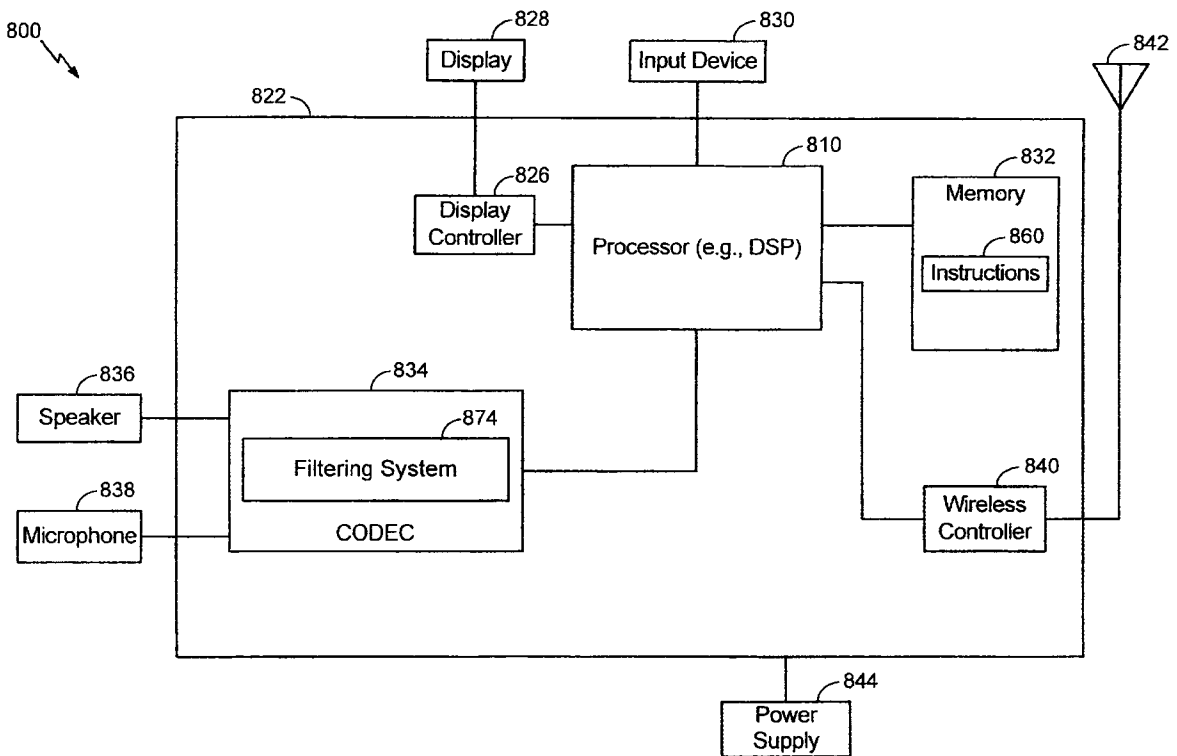 800
828
Display
830
Input Device
842
822
810
Processor (e.g., DSP)
826
Display
Controller
832
Memory
860
Instructions
836
Speaker
834
874
Filtering System
CODEC
838
Microphone
840
Wireless
Controller
844
Power
Supply